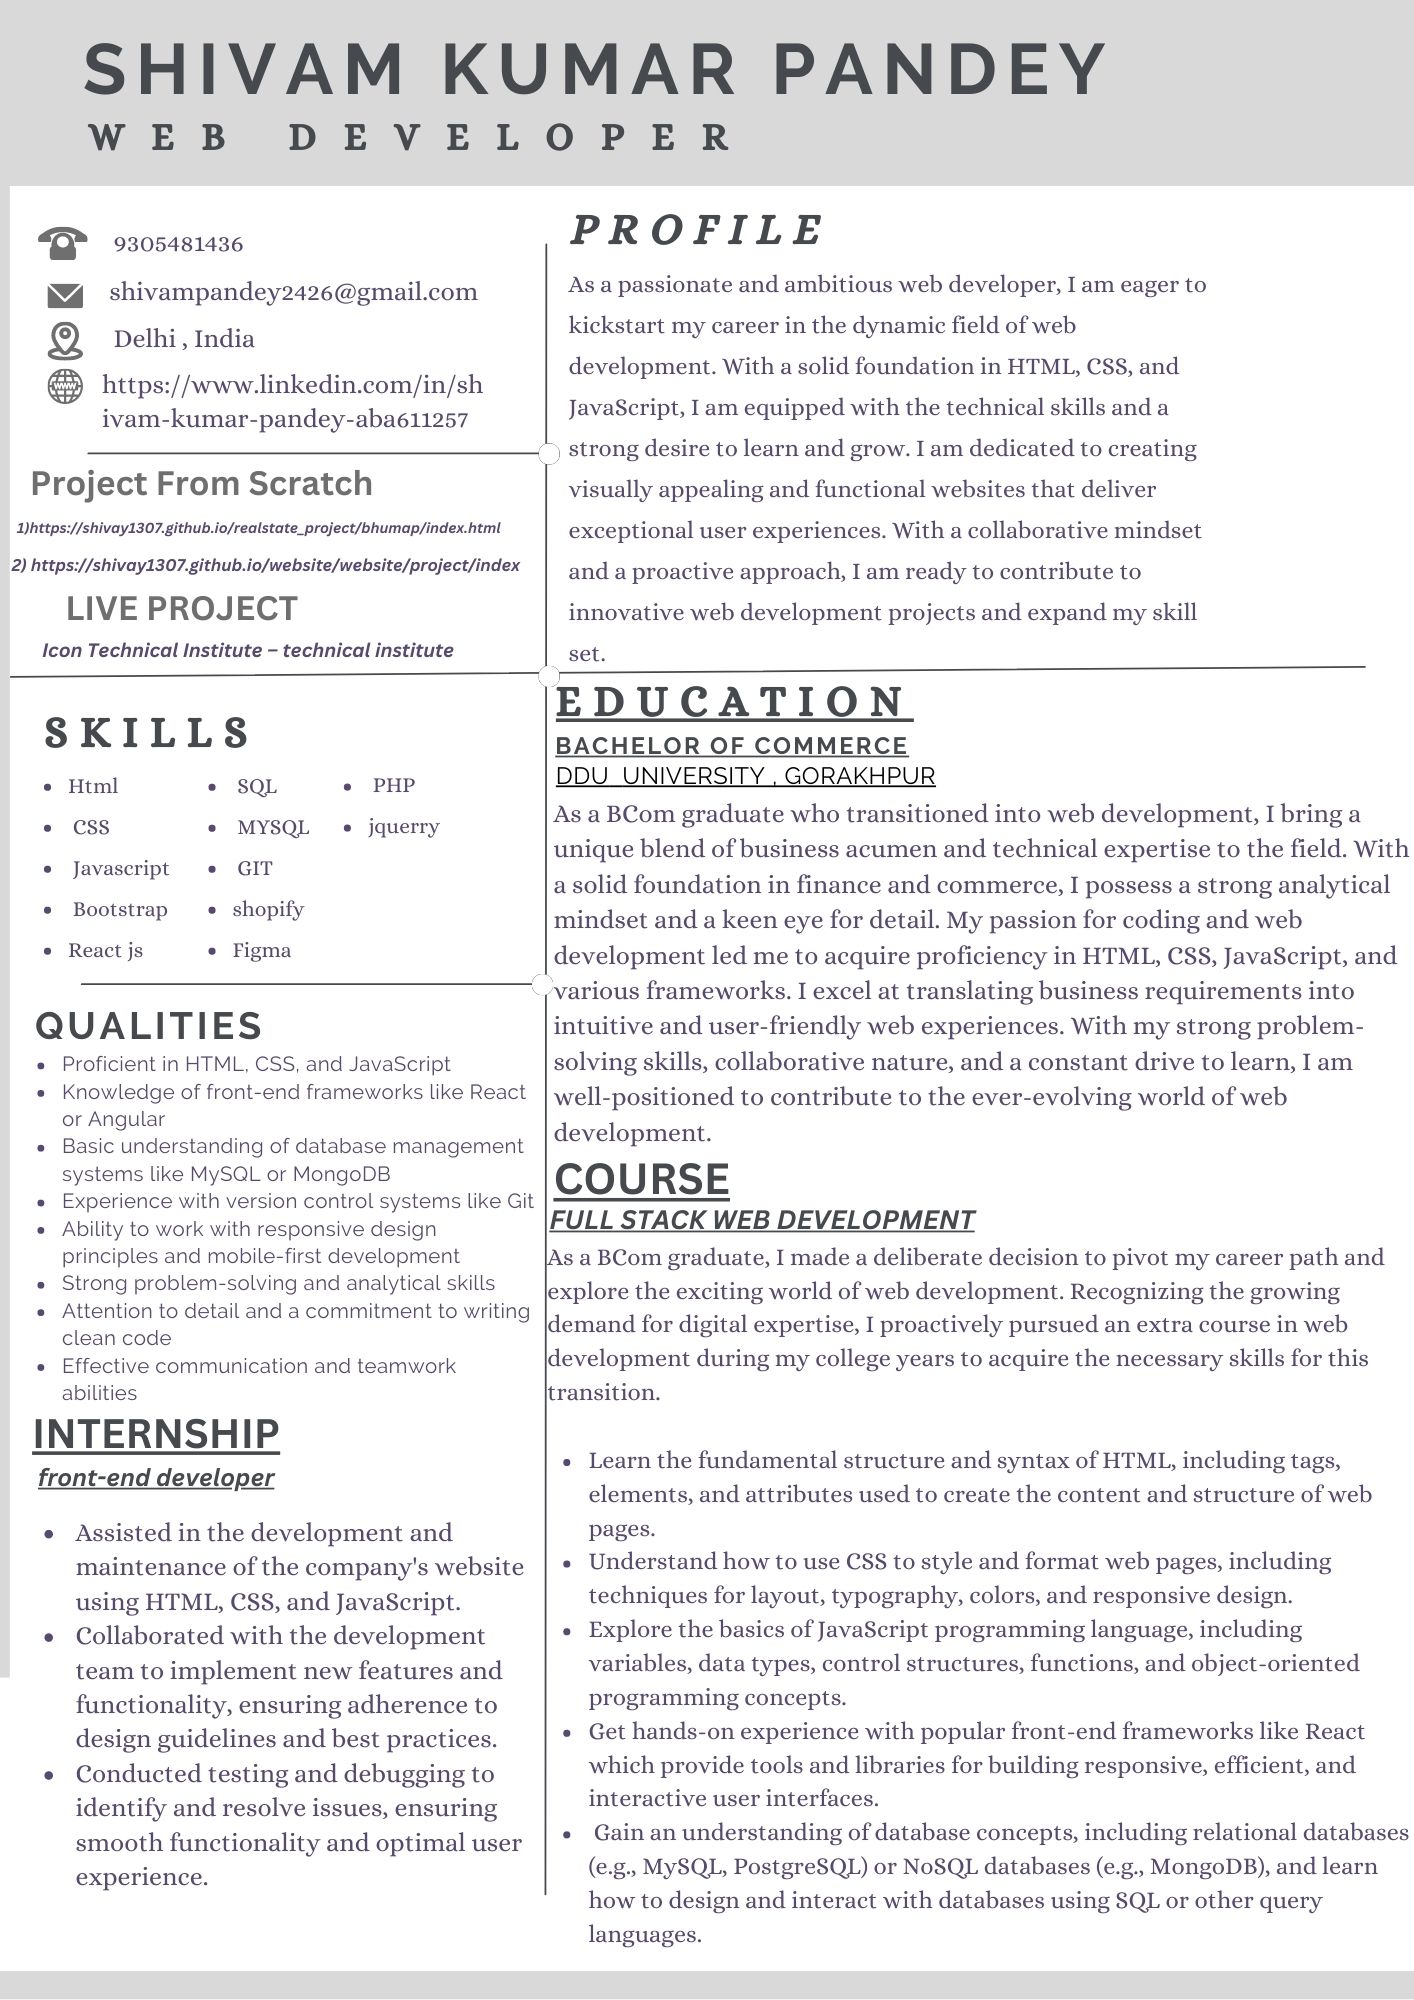 SHIVAM KUMAR PANDEY
WEB DEVELOPER
9305481436
shivampandey2426@gmail.com
Delhi , India
https://www.linkedin.com/in/sh
ivam-kumar-pandey-aba611257
Project From Scratch
1)https://shivay1307.github.io/realstate_project/bhumap/index.html
2) https://shivay1307.github.io/website/website/project/index
LIVE PROJECT
Icon Technical Institute – technical institute
SKILLS
• Html
• CSS
• Javascript
• Bootstrap
• React js
• SQL
• MYSQL
• GIT
• shopify
• Figma
• PHP
• jquerry
QUALITIES
• Proficient in HTML, CSS, and JavaScript
• Knowledge of front-end frameworks like React
or Angular
• Basic understanding of database management
systems like MySQL or MongoDB
• Experience with version control systems like Git
• Ability to work with responsive design
principles and mobile-first development
• Strong problem-solving and analytical skills
• Attention to detail and a commitment to writing
clean code
• Effective communication and teamwork
abilities
INTERNSHIP
front-end developer
• Assisted in the development and
maintenance of the company's website
using HTML, CSS, and JavaScript.
• Collaborated with the development
team to implement new features and
functionality, ensuring adherence to
design guidelines and best practices.
• Conducted testing and debugging to
identify and resolve issues, ensuring
smooth functionality and optimal user
experience.
PROFILE
As a passionate and ambitious web developer, I am eager to
kickstart my career in the dynamic field of web
development. With a solid foundation in HTML, CSS, and
JavaScript, I am equipped with the technical skills and a
strong desire to learn and grow. I am dedicated to creating
visually appealing and functional websites that deliver
exceptional user experiences. With a collaborative mindset
and a proactive approach, I am ready to contribute to
innovative web development projects and expand my skill
set.
EDUCATION
BACHELOR OF COMMERCE
DDU UNIVERSITY , GORAKHPUR
As a BCom graduate who transitioned into web development, I bring a
unique blend of business acumen and technical expertise to the field. With
a solid foundation in finance and commerce, I possess a strong analytical
mindset and a keen eye for detail. My passion for coding and web
development led me to acquire proficiency in HTML, CSS, JavaScript, and
various frameworks. I excel at translating business requirements into
intuitive and user-friendly web experiences. With my strong problem-
solving skills, collaborative nature, and a constant drive to learn, I am
well-positioned to contribute to the ever-evolving world of web
development.
COURSE
FULL STACK WEB DEVELOPMENT
As a BCom graduate, I made a deliberate decision to pivot my career path and
explore the exciting world of web development. Recognizing the growing
demand for digital expertise, I proactively pursued an extra course in web
development during my college years to acquire the necessary skills for this
transition.
• Learn the fundamental structure and syntax of HTML, including tags,
elements, and attributes used to create the content and structure of web
pages.
• Understand how to use CSS to style and format web pages, including
techniques for layout, typography, colors, and responsive design.
• Explore the basics of JavaScript programming language, including
variables, data types, control structures, functions, and object-oriented
programming concepts.
• Get hands-on experience with popular front-end frameworks like React
which provide tools and libraries for building responsive, efficient, and
interactive user interfaces.
• Gain an understanding of database concepts, including relational databases
(e.g., MySQL, PostgreSQL) or NoSQL databases (e.g., MongoDB), and learn
how to design and interact with databases using SQL or other query
languages.